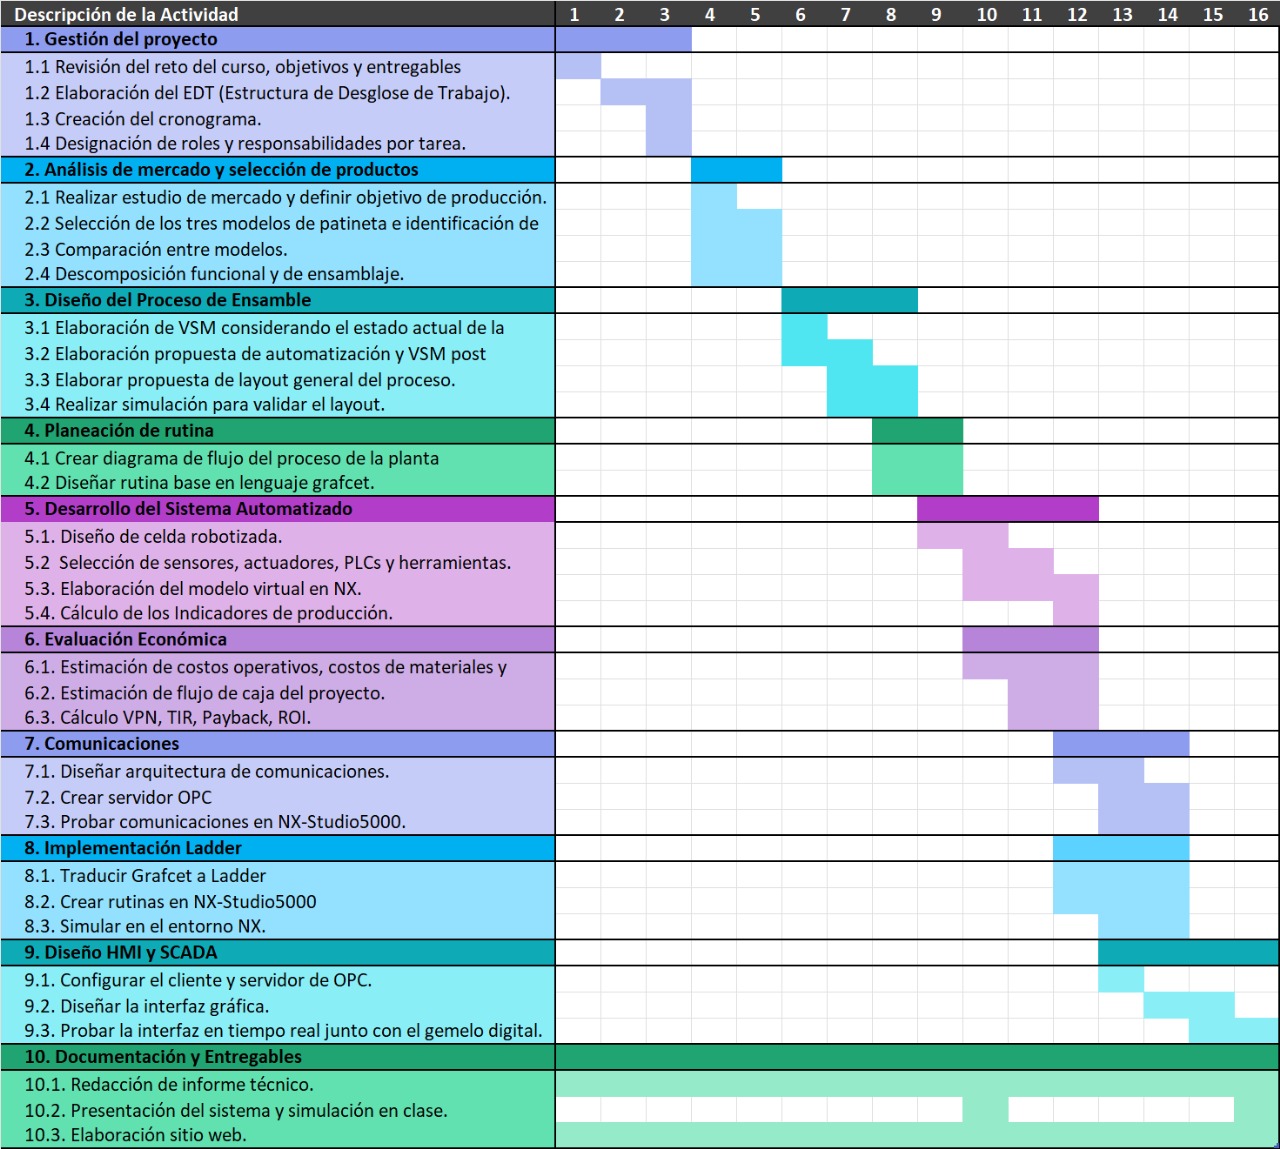 Descripción de la Actividad 1 2 3 4 5 6 7 8 9 10 11 12 13 14 15 16
1. Gestión del proyecto
1.1 Revisión del reto del curso, objetivos y entregables
1.2 Elaboración del EDT (Estructura de Desglose de Trabajo).
1.3 Creación del cronograma.
1.4 Designación de roles y responsabilidades por tarea.
2. Análisis de mercado y selección de productos
2.1 Realizar estudio de mercado y definir objetivo de producción.
2.2 Selección de los tres modelos de patineta e identificación de
2.3 Comparación entre modelos.
2.4 Descomposición funcional y de ensamblaje.
3. Diseño del Proceso de Ensamble
3.1 Elaboración de VSM considerando el estado actual de la
3.2 Elaboración propuesta de automatización y VSM post
3.3 Elaborar propuesta de layout general del proceso.
3.4 Realizar simulación para validar el layout.
4. Planeación de rutina
4.1 Crear diagrama de flujo del proceso de la planta
4.2 Diseñar rutina base en lenguaje grafcet.
5. Desarrollo del Sistema Automatizado
5.1. Diseño de celda robotizada.
5.2 Selección de sensores, actuadores, PLCs y herramientas.
5.3. Elaboración del modelo virtual en NX.
5.4. Cálculo de los Indicadores de producción.
6. Evaluación Económica
6.1. Estimación de costos operativos, costos de materiales y
6.2. Estimación de flujo de caja del proyecto.
6.3. Cálculo VPN, TIR, Payback, ROI.
7. Comunicaciones
7.1. Diseñar arquitectura de comunicaciones.
7.2. Crear servidor OPC
7.3. Probar comunicaciones en NX-Studio5000.
8. Implementación Ladder
8.1. Traducir Grafcet a Ladder
8.2. Crear rutinas en NX-Studio5000
8.3. Simular en el entorno NX.
9. Diseño HMI y SCADA
9.1. Configurar el cliente y servidor de OPC.
9.2. Diseñar la interfaz gráfica.
9.3. Probar la interfaz en tiempo real junto con el gemelo digital.
10. Documentación y Entregables
10.1. Redacción de informe técnico.
10.2. Presentación del sistema y simulación en clase.
10.3. Elaboración sitio web.